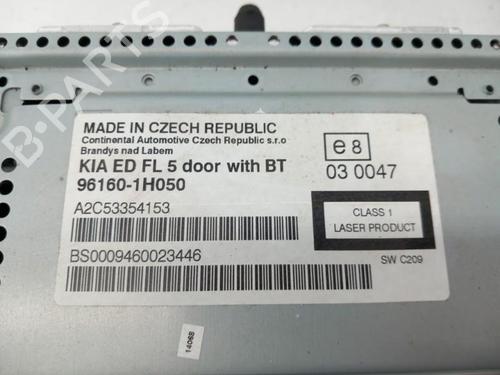 B-PARTS
MADE IN CZECH REPUBLIC
Continental Automotive Czech Republic s.r.o
Brandys nad Labem
KIA ED FL 5 door with BT
96160-1H050
A2C53354153
BS0009460023446
e8
03 0047
CLASS 1
LASER PRODUCT
SW C209
14068